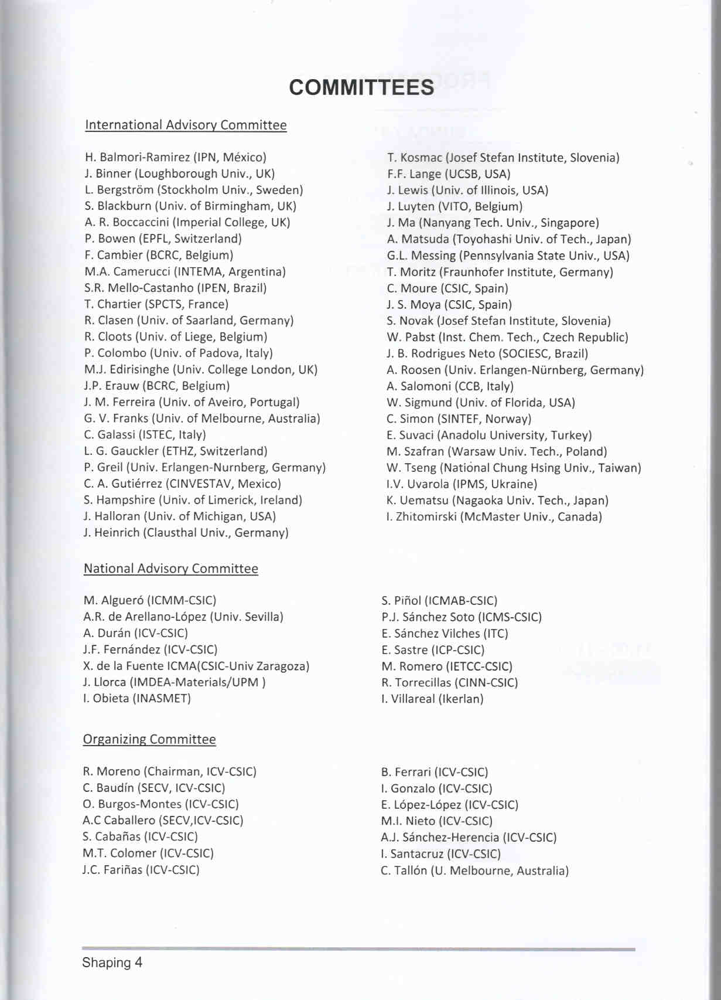 COMMITTEES
International Advisory Committee
H. Balmori-Ramirez (IPN, México)
J. Binner (Loughborough Univ., UK)
L. Bergström (Stockholm Univ., Sweden)
S. Blackburn (Univ. of Birmingham, UK)
A. R. Boccaccini (Imperial College, UK)
P. Bowen (EPFL, Switzerland)
F. Cambier (BCRC, Belgium)
M.A. Camerucci (INTEMA, Argentina)
S.R. Mello-Castanho (IPEN, Brazil)
T. Chartier (SPCTS, France)
R. Clasen (Univ. of Saarland, Germany)
R. Cloots (Univ. of Liege, Belgium)
P. Colombo (Univ. of Padova, Italy)
M.J. Edirisinghe (Univ. College London, UK)
J.P. Erauw (BCRC, Belgium)
J. M. Ferreira (Univ. of Aveiro, Portugal)
G. V. Franks (Univ. of Melbourne, Australia)
C. Galassi (ISTEC, Italy)
L. G. Gauckler (ETHZ, Switzerland)
P. Greil (Univ. Erlangen-Nurnberg, Germany)
C. A. Gutiérrez (CINVESTAV, Mexico)
S. Hampshire (Univ. of Limerick, Ireland)
J. Halloran (Univ. of Michigan, USA)
J. Heinrich (Clausthal Univ., Germany)
T. Kosmac (Josef Stefan Institute, Slovenia)
F.F. Lange (UCSB, USA)
J. Lewis (Univ. of Illinois, USA)
J. Luyten (VITO, Belgium)
J. Ma (Nanyang Tech. Univ., Singapore)
A. Matsuda (Toyohashi Univ. of Tech., Japan)
G.L. Messing (Pennsylvania State Univ., USA)
T. Moritz (Fraunhofer Institute, Germany)
C. Moure (CSIC, Spain)
J. S. Moya (CSIC, Spain)
S. Novak (Josef Stefan Institute, Slovenia)
W. Pabst (Inst. Chem. Tech., Czech Republic)
J. B. Rodrigues Neto (SOCIESC, Brazil)
A. Roosen (Univ. Erlangen-Nürnberg, Germany)
A. Salomoni (CCB, Italy)
W. Sigmund (Univ. of Florida, USA)
C. Simon (SINTEF, Norway)
E. Suvaci (Anadolu University, Turkey)
M. Szafran (Warsaw Univ. Tech., Poland)
W. Tseng (National Chung Hsing Univ., Taiwan)
I.V. Uvarola (IPMS, Ukraine)
K. Uematsu (Nagaoka Univ. Tech., Japan)
I. Zhitomirski (McMaster Univ., Canada)
National Advisory Committee
M. Algueró (ICMM-CSIC)
A.R. de Arellano-López (Univ. Sevilla)
A. Durán (ICV-CSIC)
J.F. Fernández (ICV-CSIC)
X. de la Fuente ICMA(CSIC-Univ Zaragoza)
J. Llorca (IMDEA-Materials/UPM )
I. Obieta (INASMET)
S. Piñol (ICMAB-CSIC)
P.J. Sánchez Soto (ICMS-CSIC)
E. Sánchez Vilches (ITC)
E. Sastre (ICP-CSIC)
M. Romero (IETCC-CSIC)
R. Torrecillas (CINN-CSIC)
I. Villareal (Ikerlan)
Organizing Committee
R. Moreno (Chairman, ICV-CSIC)
C. Baudín (SECV, ICV-CSIC)
O. Burgos-Montes (ICV-CSIC)
A.C Caballero (SECV,ICV-CSIC)
S. Cabañas (ICV-CSIC)
M.T. Colomer (ICV-CSIC)
J.C. Fariñas (ICV-CSIC)
B. Ferrari (ICV-CSIC)
I. Gonzalo (ICV-CSIC)
E. López-López (ICV-CSIC)
M.I. Nieto (ICV-CSIC)
A.J. Sánchez-Herencia (ICV-CSIC)
I. Santacruz (ICV-CSIC)
C. Tallón (U. Melbourne, Australia)
Shaping 4